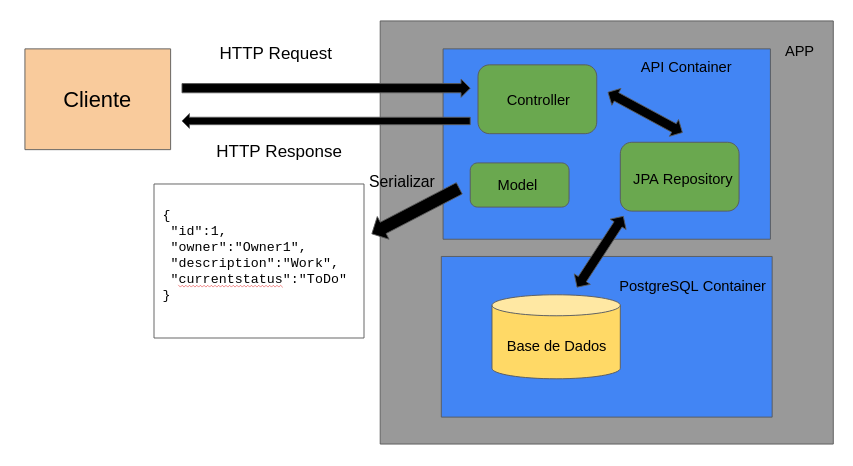 APP
HTTP Request
API Container
Cliente
Controller
HTTP Response
JPA Repository
Serializar
Model
{
"id":1,
"owner":"Owner1",
"description":"Work",
"currentstatus":"ToDo"
}
PostgreSQL Container
Base de Dados